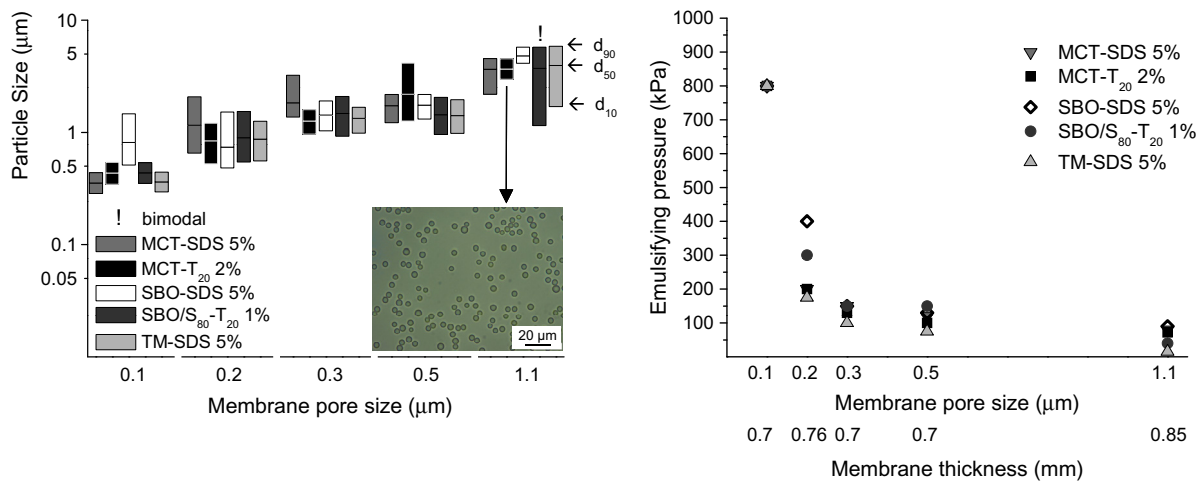 10
5
1
0.5
0.1
0.05
Particle Size (μm)
!
d90
d50
d10
! bimodal
MCT-SDS 5%
MCT-T20 2%
SBO-SDS 5%
SBO/S80-T20 1%
TM-SDS 5%
20 μm
0.1 0.2 0.3 0.5 1.1
Membrane pore size (μm)
1000
900
800
700
600
500
400
300
200
100
Emulsifying pressure (kPa)
MCT-SDS 5%
MCT-T20 2%
SBO-SDS 5%
SBO/S80-T20 1%
TM-SDS 5%
0.1 0.2 0.3 0.5 1.1
Membrane pore size (μm)
0.7 0.76 0.7 0.7 0.85
Membrane thickness (mm)